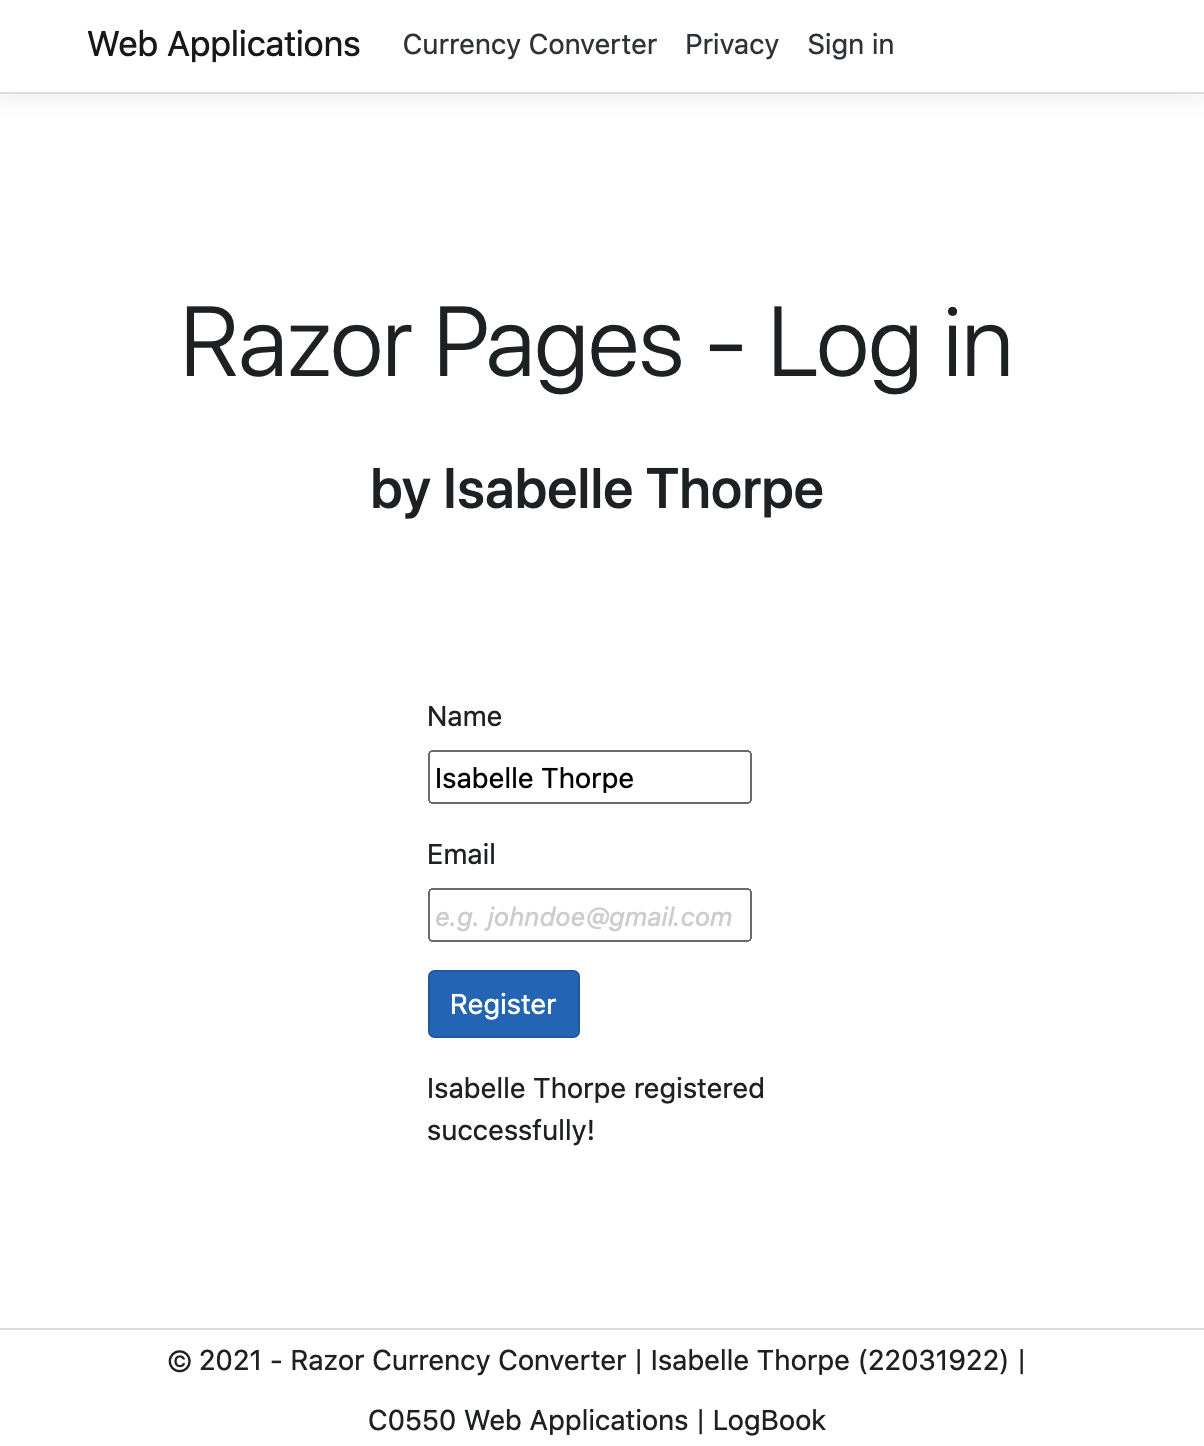 Web Applications Currency Converter Privacy Sign in
Razor Pages - Log in
by Isabelle Thorpe
Name
Isabelle Thorpe
Email
e.g. johndoe@gmail.com
Register
Isabelle Thorpe registered
successfully!
© 2021 - Razor Currency Converter | Isabelle Thorpe (22031922) |
C0550 Web Applications | LogBook